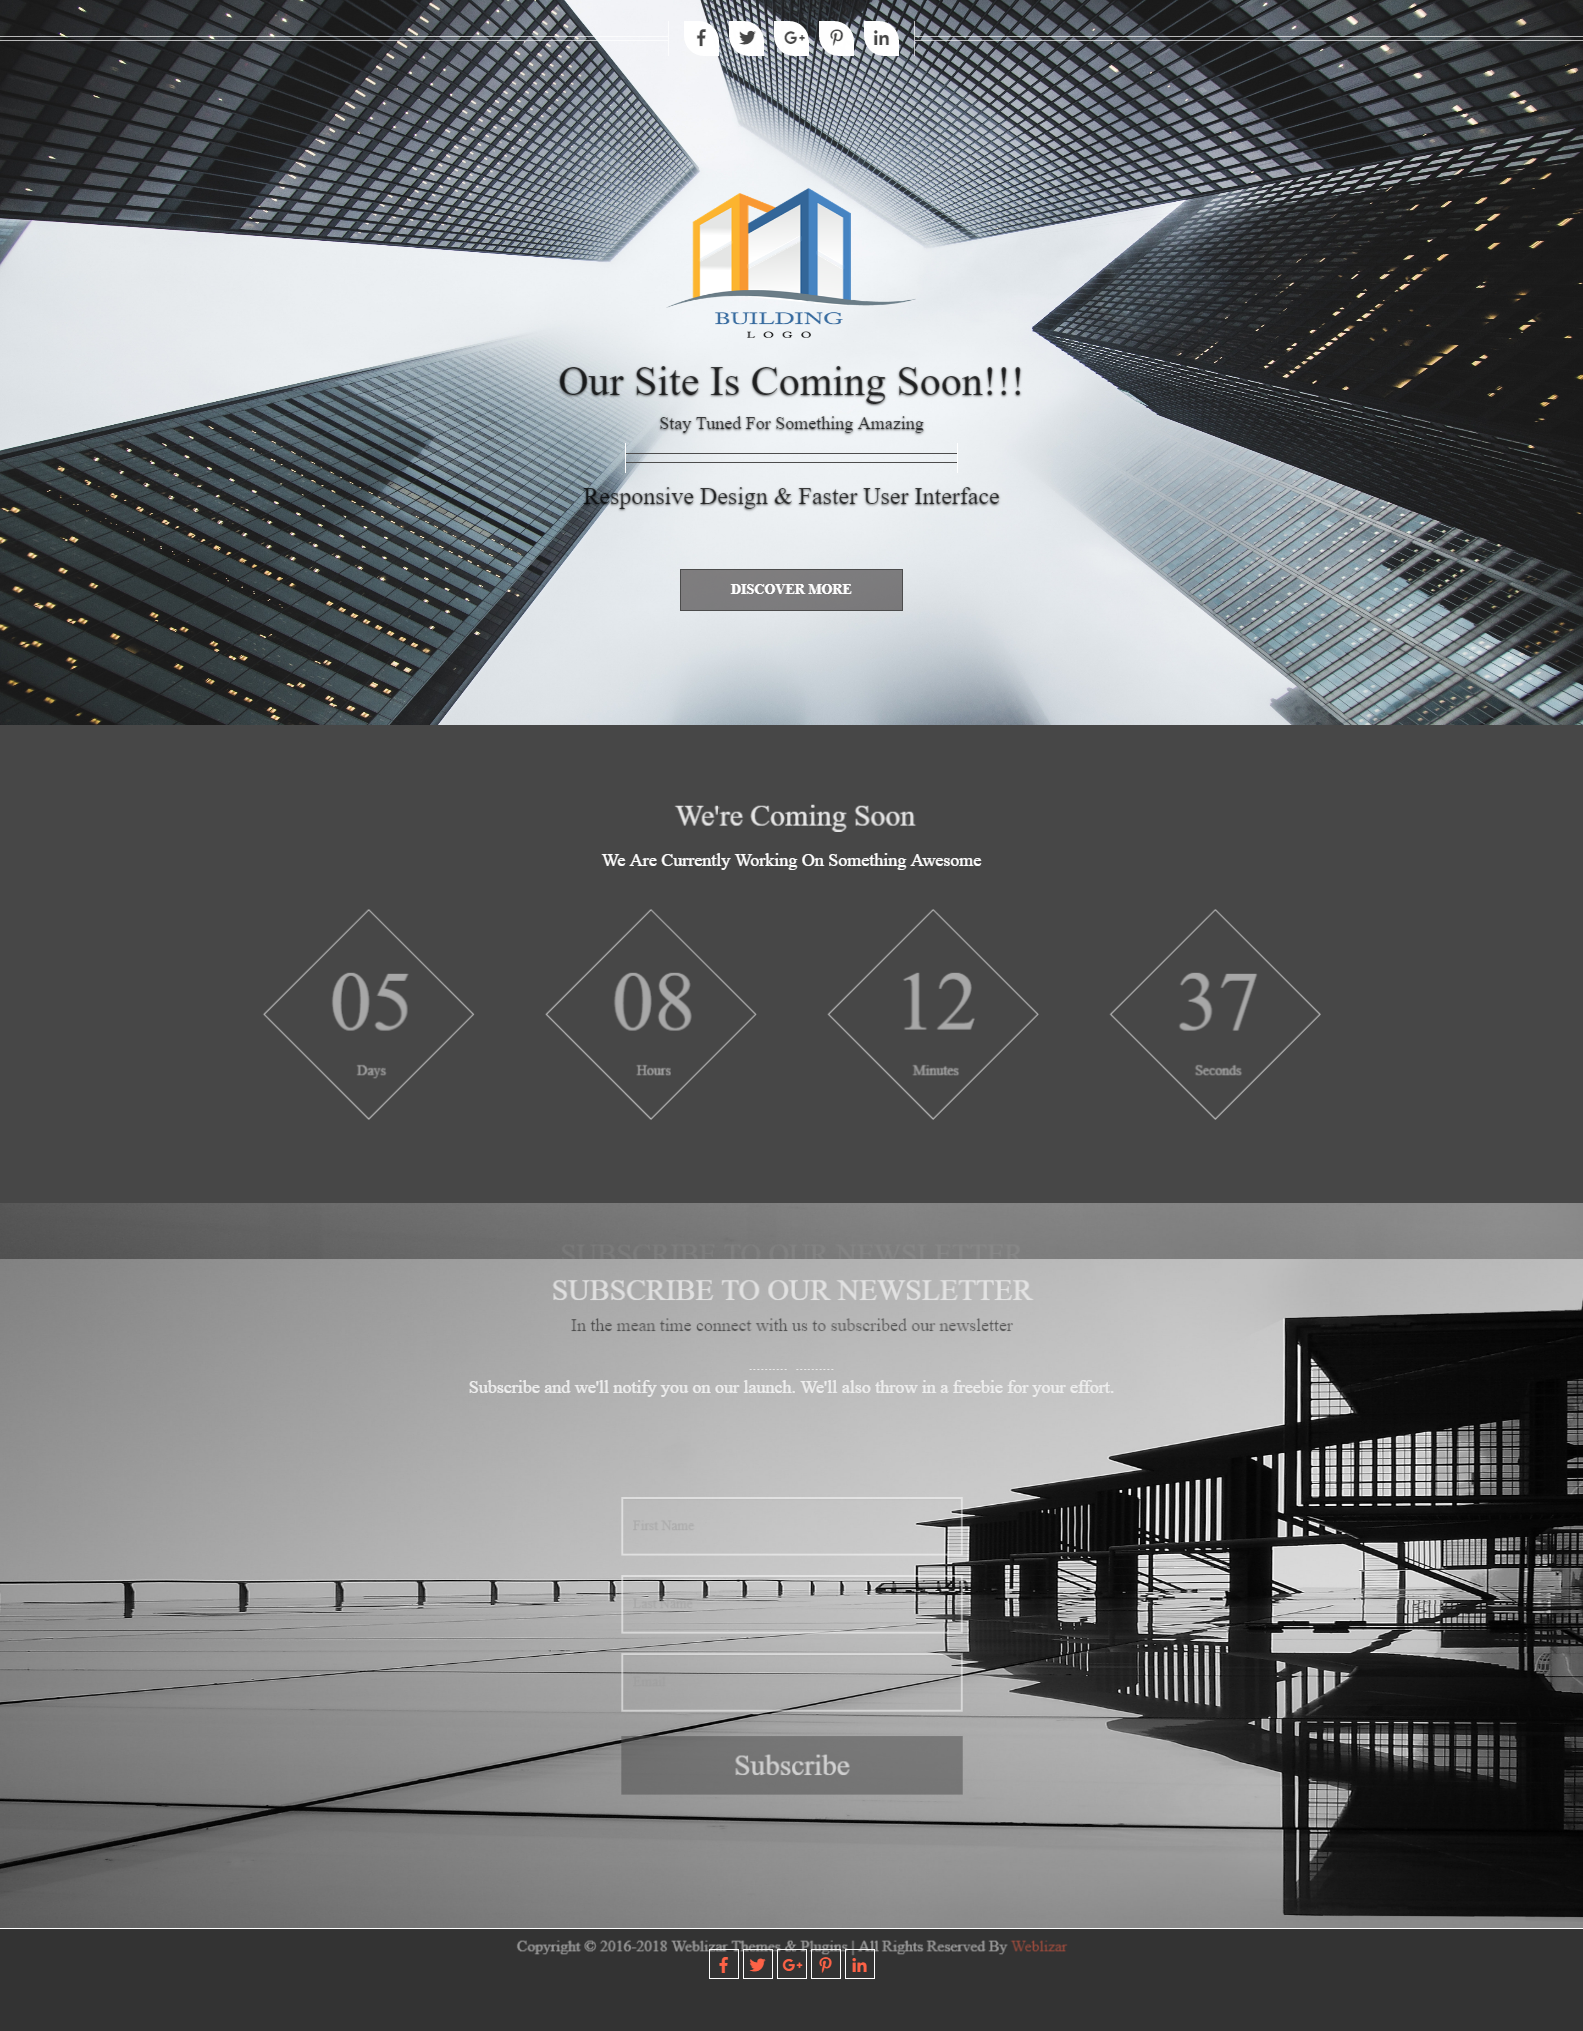 BUILDING
LOGO
Our Site Is Coming Soon!!!
Stay Tuned For Something Amazing
Responsive Design & Faster User Interface
DISCOVER MORE
We're Coming Soon
We Are Currently Working On Something Awesome
05 08 12 37
Days Hours Minutes Seconds
SUBSCRIBE TO OUR NEWSLETTER
SUBSCRIBE TO OUR NEWSLETTER
In the mean time connect with us to subscribed our newsletter
Subscribe and we'll notify you on our launch. We'll also throw in a freebie for your effort.
First Name
Last Name
Email
Subscribe
Copyright © 2016-2018 Weblizar Themes & Plugins | All Rights Reserved By Weblizar